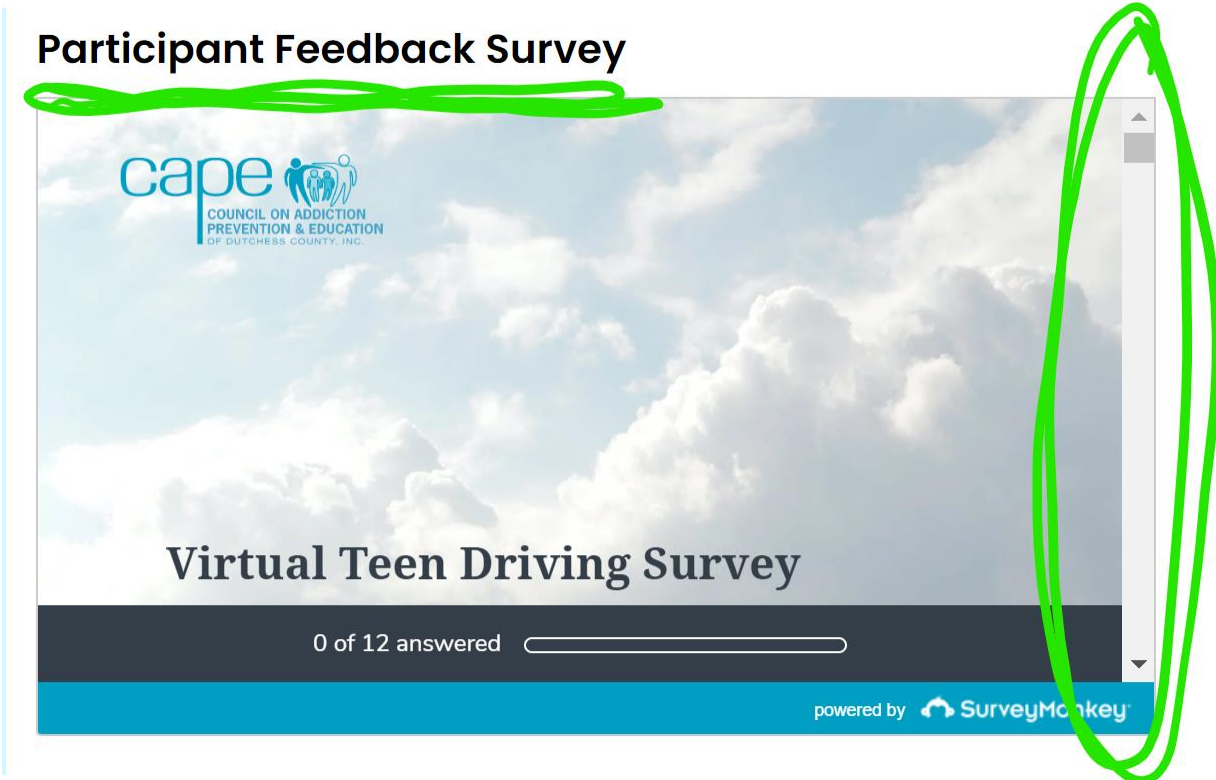 Participant Feedback Survey
cape
COUNCIL ON ADDICTION
PREVENTION & EDUCATION
OF DUTCHESS COUNTY, INC.
Virtual Teen Driving Survey
0 of 12 answered
powered by SurveyMonkey